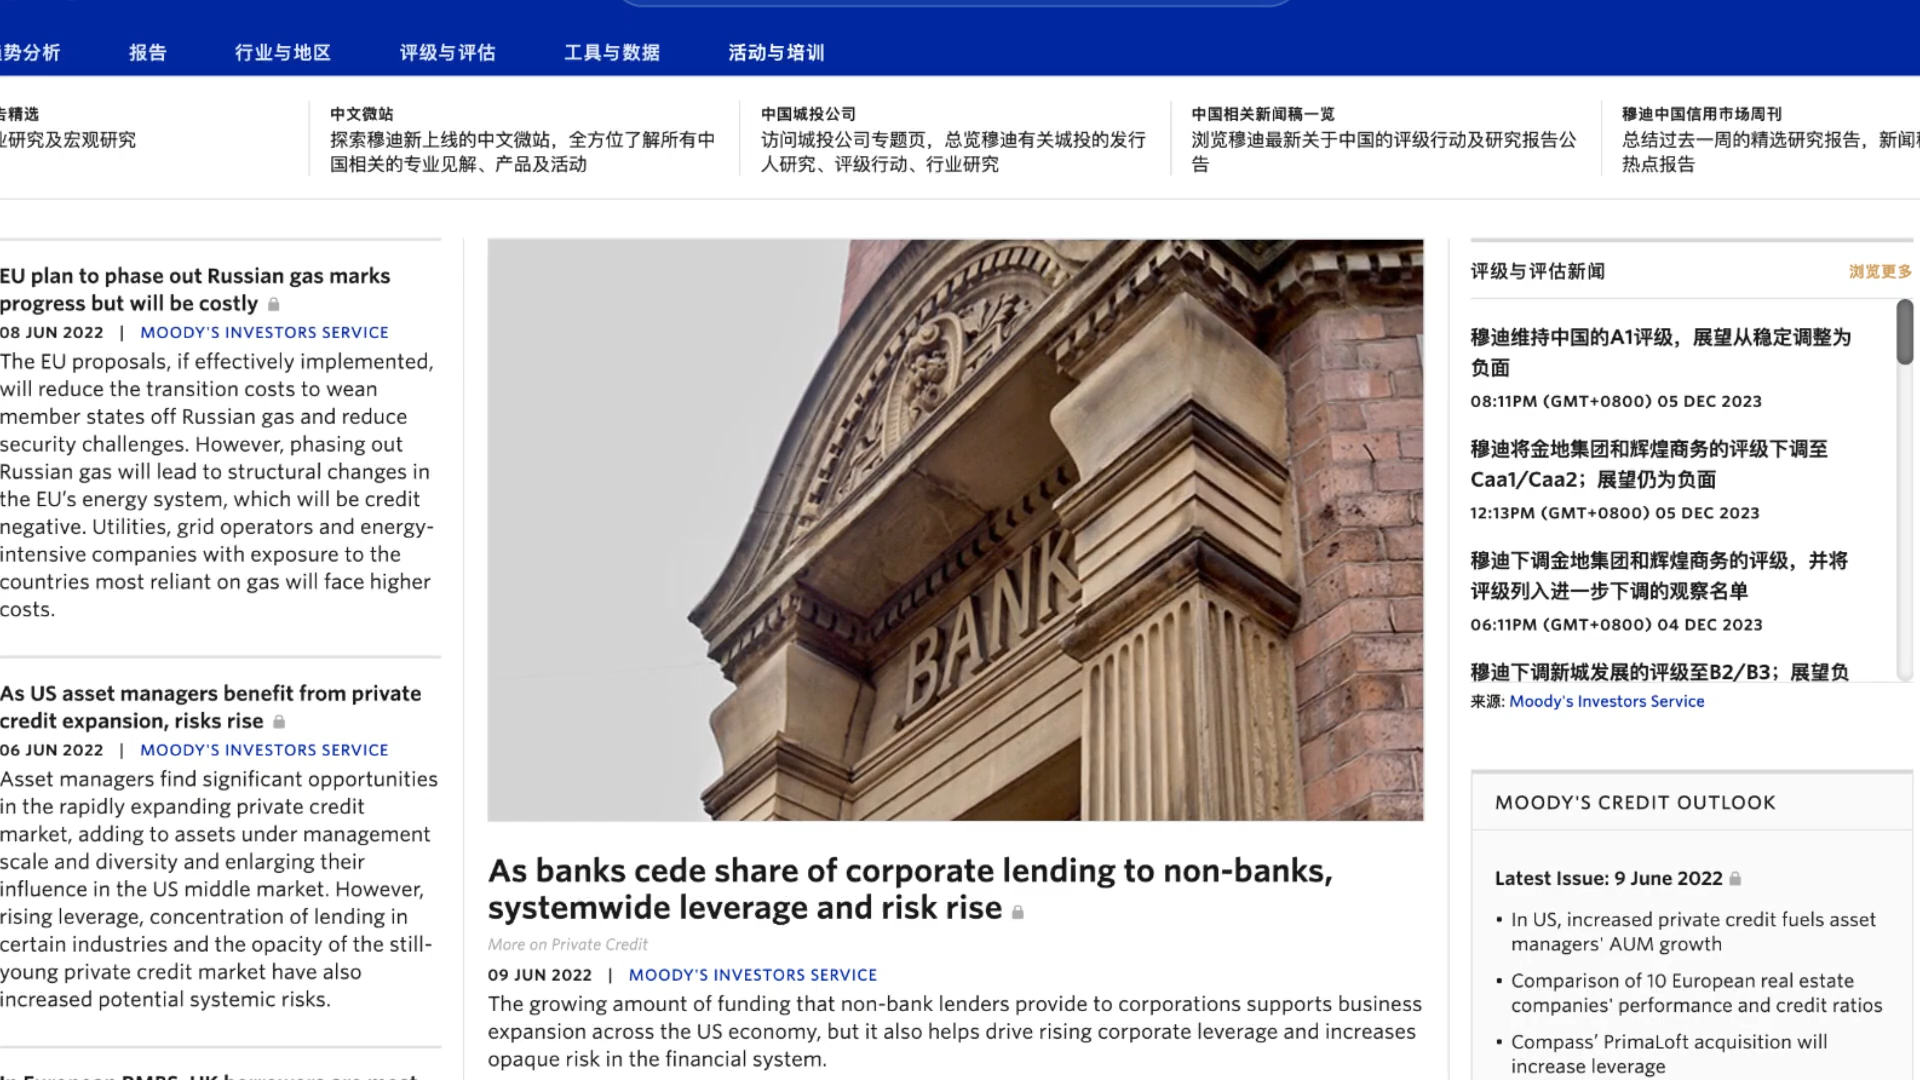 势分析
报告
行业与地区
评级与评估
工具与数据
活动与培训
精选
研究及宏观研究
中文微站
探索穆迪新上线的中文微站，全方位了解所有中
国相关的专业见解、产品及活动
中国城投公司
访问城投公司专题页，总览穆迪有关城投的发行
人研究、评级行动、行业研究
中国相关新闻稿一览
浏览穆迪最新关于中国的评级行动及研究报告公
告
穆迪中国信用市场周刊
总结过去一周的精选研究报告，新闻
热点报告
EU plan to phase out Russian gas marks
progress but will be costly
08 JUN 2022 | MOODY'S INVESTORS SERVICE
The EU proposals, if effectively implemented,
will reduce the transition costs to wean
member states off Russian gas and reduce
security challenges. However, phasing out
Russian gas will lead to structural changes in
the EU’s energy system, which will be credit
negative. Utilities, grid operators and energy-
intensive companies with exposure to the
countries most reliant on gas will face higher
costs.
As US asset managers benefit from private
credit expansion, risks rise
06 JUN 2022 | MOODY'S INVESTORS SERVICE
Asset managers find significant opportunities
in the rapidly expanding private credit
market, adding to assets under management
scale and diversity and enlarging their
influence in the US middle market. However,
rising leverage, concentration of lending in
certain industries and the opacity of the still-
young private credit market have also
increased potential systemic risks.
BANK
As banks cede share of corporate lending to non-banks,
systemwide leverage and risk rise
More on Private Credit
09 JUN 2022 | MOODY'S INVESTORS SERVICE
The growing amount of funding that non-bank lenders provide to corporations supports business
expansion across the US economy, but it also helps drive rising corporate leverage and increases
opaque risk in the financial system.
评级与评估新闻
浏览更多
穆迪维持中国的A1评级，展望从稳定调整为
负面
08:11PM (GMT+0800) 05 DEC 2023
穆迪将金地集团和辉煌商务的评级下调至
Caa1/Caa2；展望仍为负面
12:13PM (GMT+0800) 05 DEC 2023
穆迪下调金地集团和辉煌商务的评级，并将
评级列入进一步下调的观察名单
06:11PM (GMT+0800) 04 DEC 2023
穆迪下调新城发展的评级至B2/B3；展望负
来源: Moody's Investors Service
MOODY'S CREDIT OUTLOOK
Latest Issue: 9 June 2022
• In US, increased private credit fuels asset
managers' AUM growth
• Comparison of 10 European real estate
companies' performance and credit ratios
• Compass’ PrimaLoft acquisition will
increase leverage